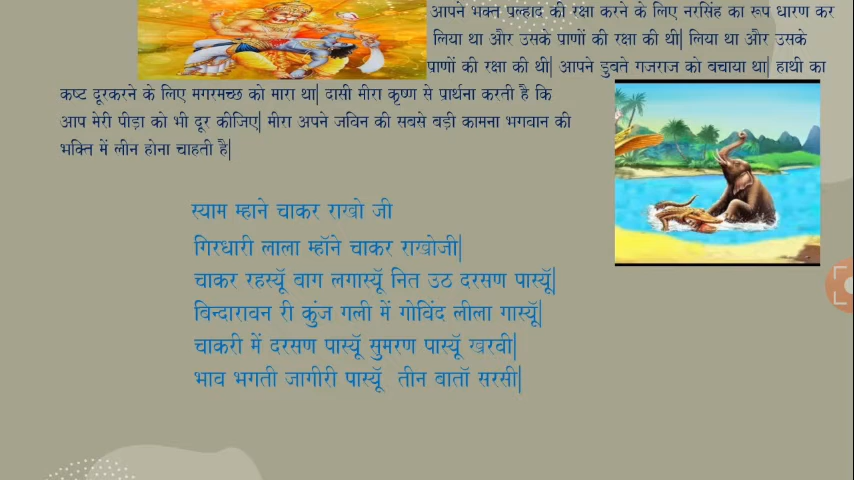 आपने भक्त प्रल्हाद की रक्षा करने के लिए नरसिंह का रूप धारण कर
लिया था और उसके प्राणों की रक्षा की थी| लिया था और उसके
प्राणों की रक्षा की थी| आपने डुबते गजराज को बचाया था| हाथी का
कष्ट दूरकरने के लिए मगरमच्छ को मारा था| दासी मीरा कृष्ण से प्रार्थना करती है कि
आप मेरी पीड़ा को भी दूर कीजिए| मीरा अपने जविन की सबसे बड़ी कामना भगवान की
भक्ति में लीन होना चाहती है|
स्याम म्हाने चाकर राखो जी
गिरधारी लाला म्हाॅने चाकर राखोजी|
चाकर रहस्यूॅ बाग लगास्यूॅ नित उठ दरसण पास्यूॅ|
बिन्दारावन री कुंज गली में गोविंद लीला गास्यूॅ|
चाकरी में दरसण पास्यूॅ सुमरण पास्यूॅ खरवी|
भाव भगती जागीरी पास्यूॅ तीन बाताॅ सरसी|